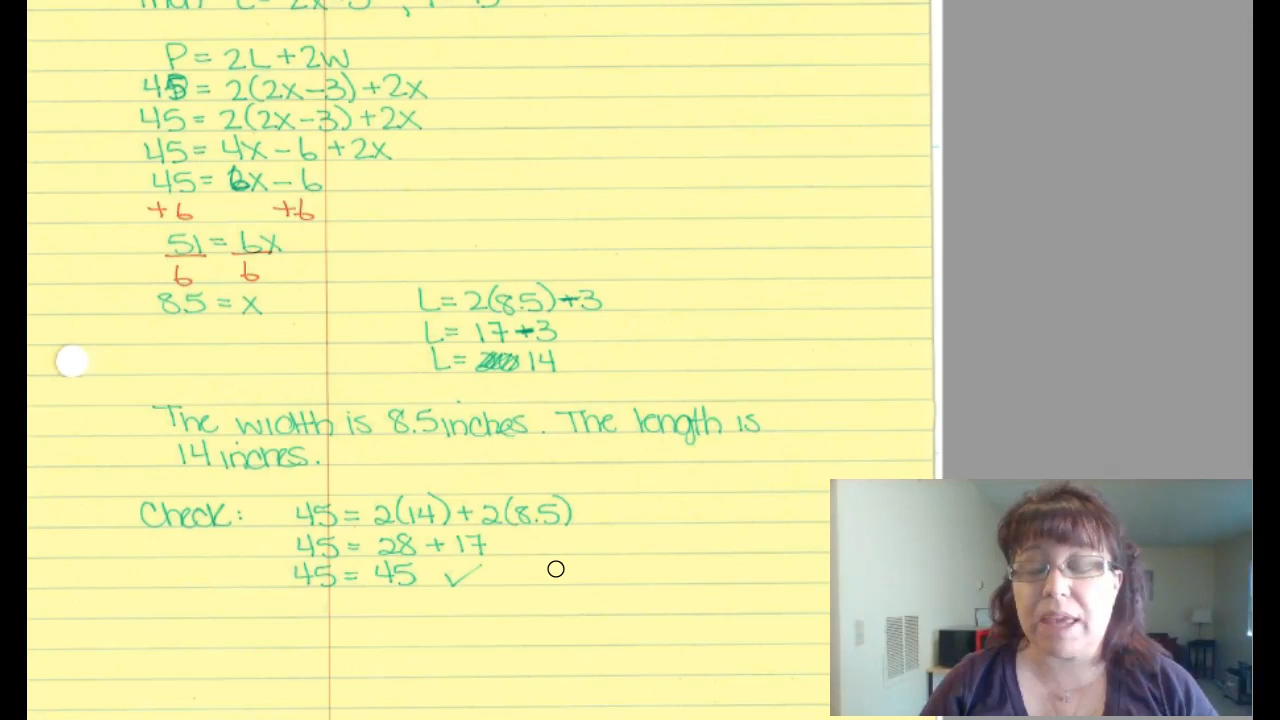 P = 2L + 2W
45 = 2(2x-3) + 2x
45 = 2(2x-3) + 2x
45 = 4x - 6 + 2x
45 = 6x - 6
+6 +6
51 = 6x
6 6
8.5 = x
L = 2(8.5) - 3
L = 17 - 3
L = 14
The width is 8.5 inches. The length is
14 inches.
Check: 45 = 2(14) + 2(8.5)
45 = 28 + 17
45 = 45 ✓